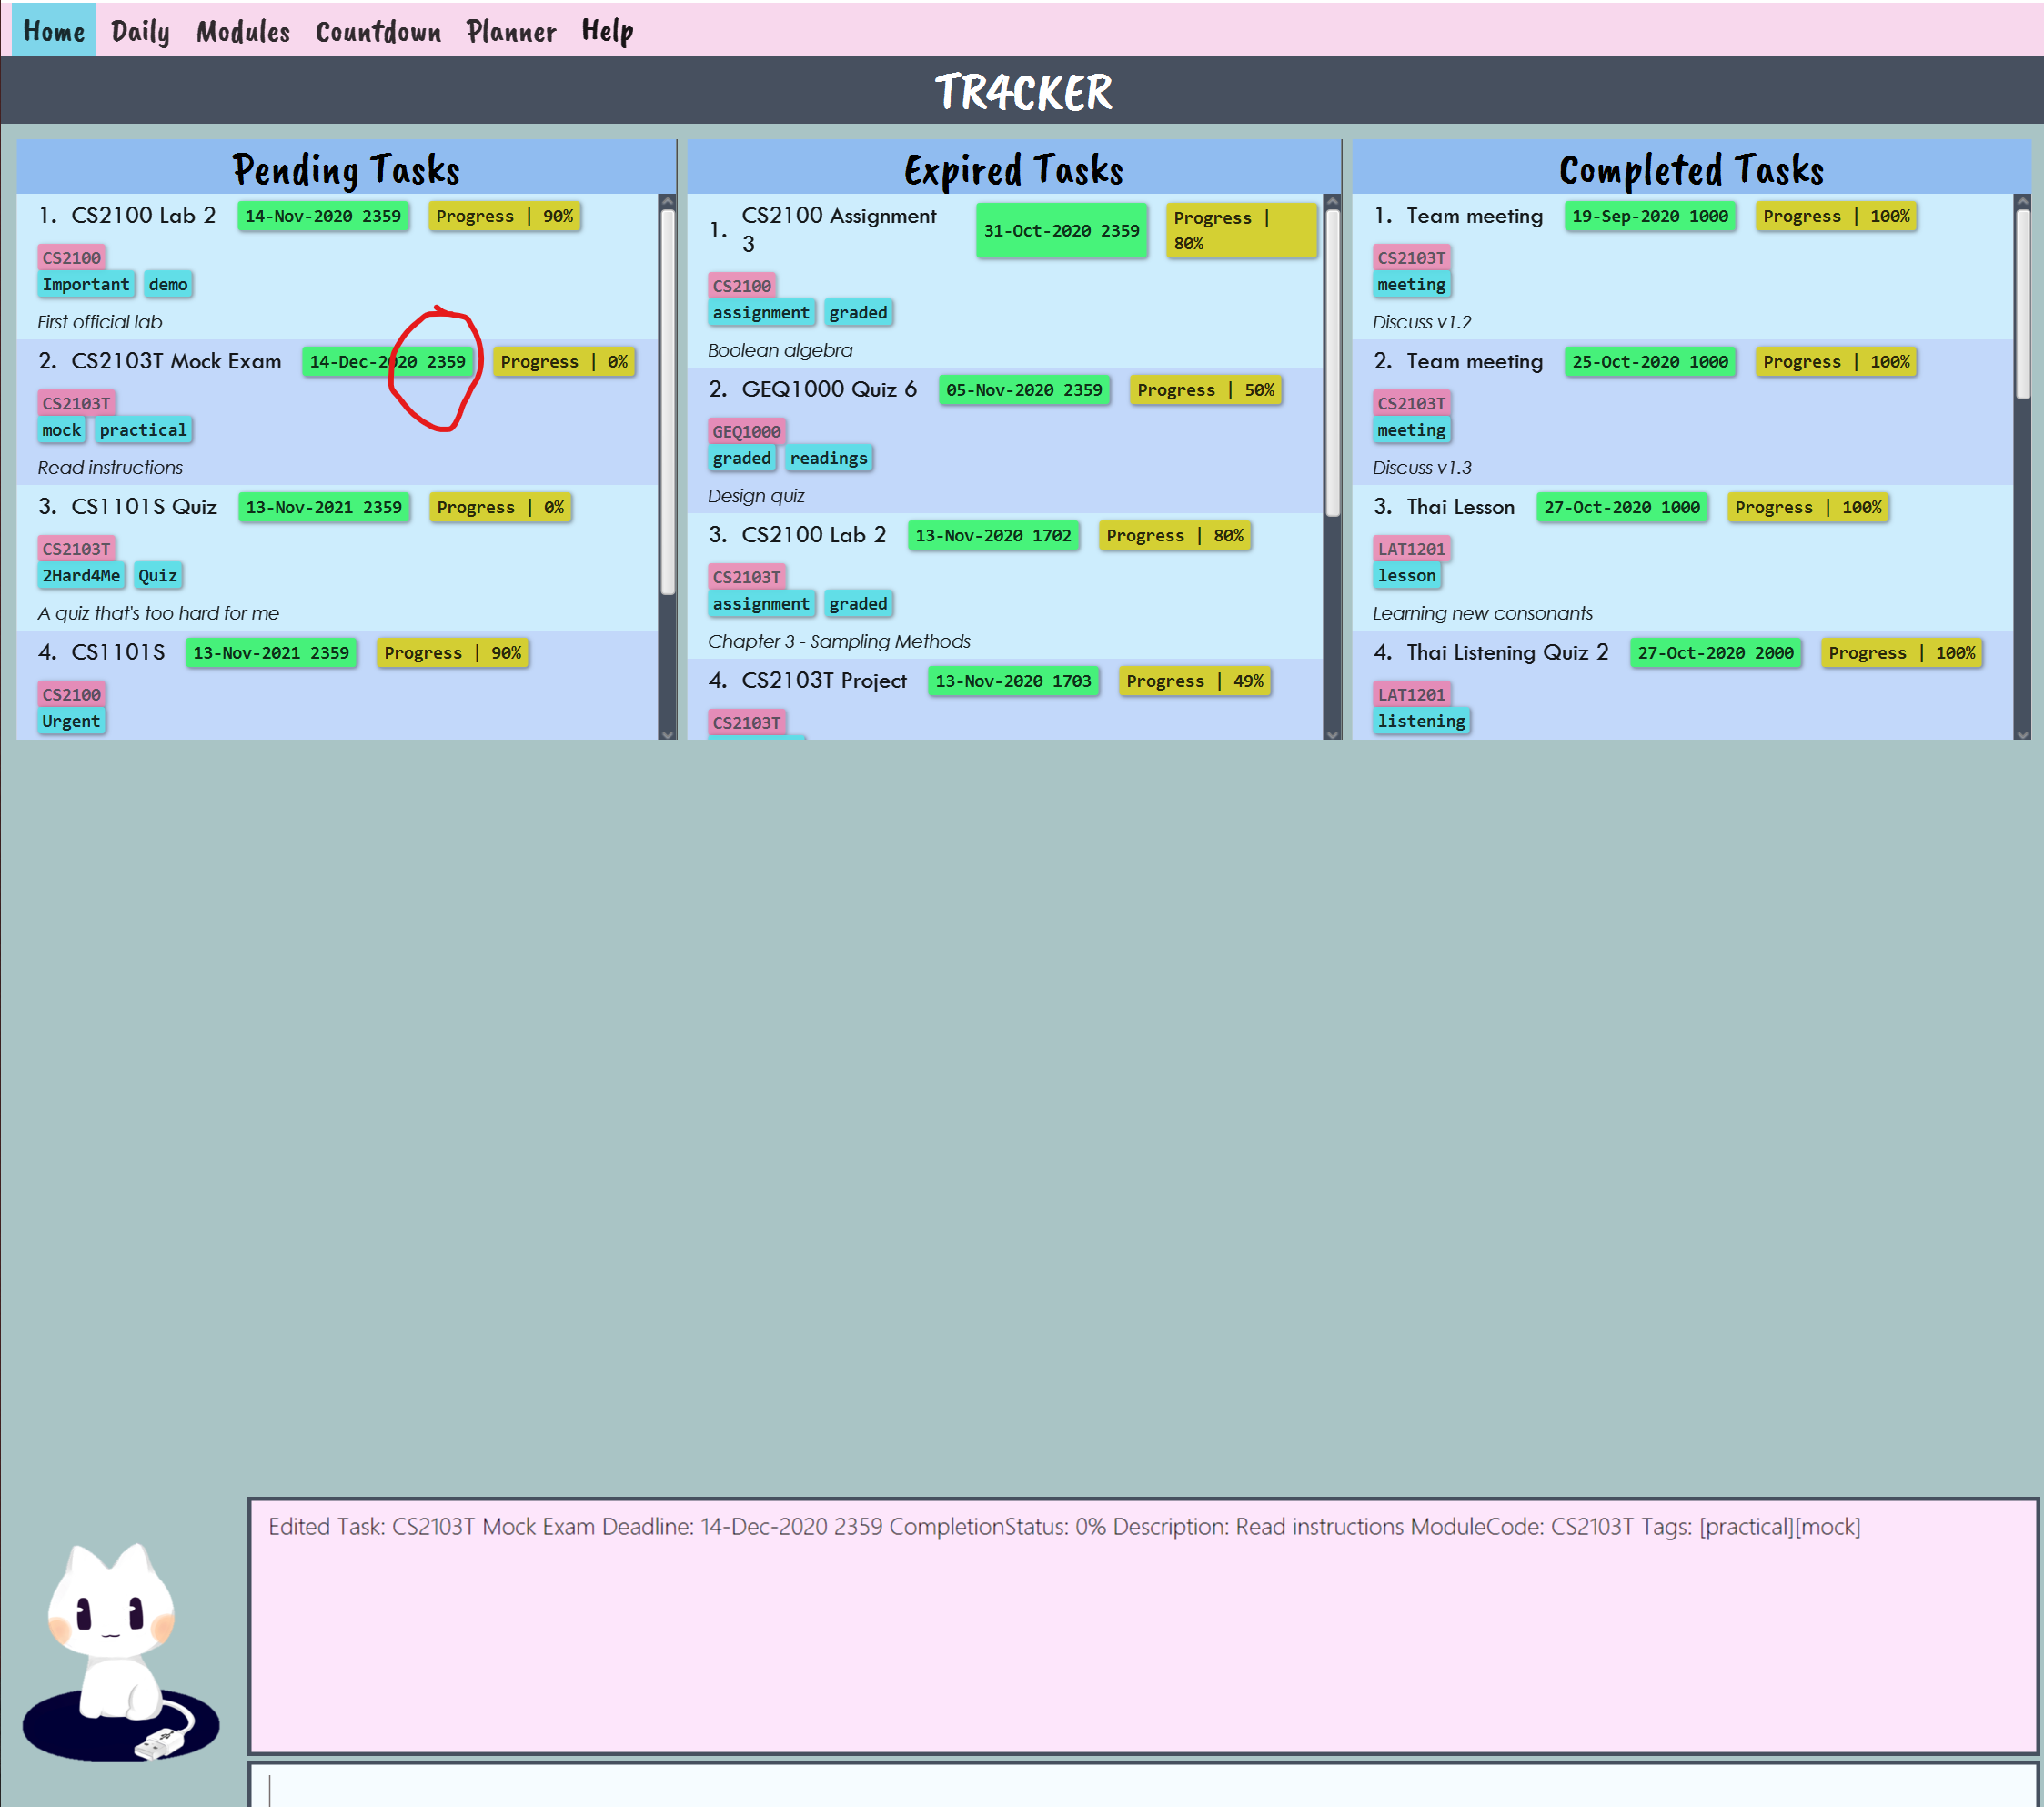 Home Daily Modules Countdown Planner Help
TR4CKER
Pending Tasks
1. CS2100 Lab 2 14-Nov-2020 2359 Progress | 90%
CS2100
Important demo
First official lab
2. CS2103T Mock Exam 14-Dec-2020 2359 Progress | 0%
CS2103T
mock practical
Read instructions
3. CS1101S Quiz 13-Nov-2021 2359 Progress | 0%
CS2103T
2Hard4Me Quiz
A quiz that's too hard for me
4. CS1101S 13-Nov-2021 2359 Progress | 90%
CS2100
Urgent
Expired Tasks
1. CS2100 Assignment 3 31-Oct-2020 2359 Progress | 80%
CS2100
assignment graded
Boolean algebra
2. GEQ1000 Quiz 6 05-Nov-2020 2359 Progress | 50%
GEQ1000
graded readings
Design quiz
3. CS2100 Lab 2 13-Nov-2020 1702 Progress | 80%
CS2103T
assignment graded
Chapter 3 - Sampling Methods
4. CS2103T Project 13-Nov-2020 1703 Progress | 49%
CS2103T
Completed Tasks
1. Team meeting 19-Sep-2020 1000 Progress | 100%
CS2103T
meeting
Discuss v1.2
2. Team meeting 25-Oct-2020 1000 Progress | 100%
CS2103T
meeting
Discuss v1.3
3. Thai Lesson 27-Oct-2020 1000 Progress | 100%
LAT1201
lesson
Learning new consonants
4. Thai Listening Quiz 2 27-Oct-2020 2000 Progress | 100%
LAT1201
listening
Edited Task: CS2103T Mock Exam Deadline: 14-Dec-2020 2359 CompletionStatus: 0% Description: Read instructions ModuleCode: CS2103T Tags: [practical][mock]